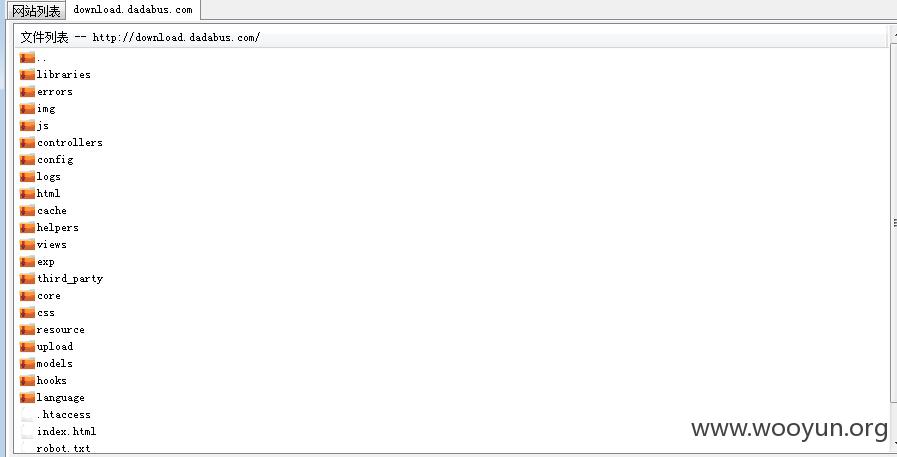 网站列表 download.dadabus.com
文件列表 -- http://download.dadabus.com/
..
libraries
errors
img
js
controllers
config
logs
html
cache
helpers
views
exp
third_party
core
css
resource
upload
models
hooks
language
.htaccess
index.html
robot.txt
www.wooyun.org